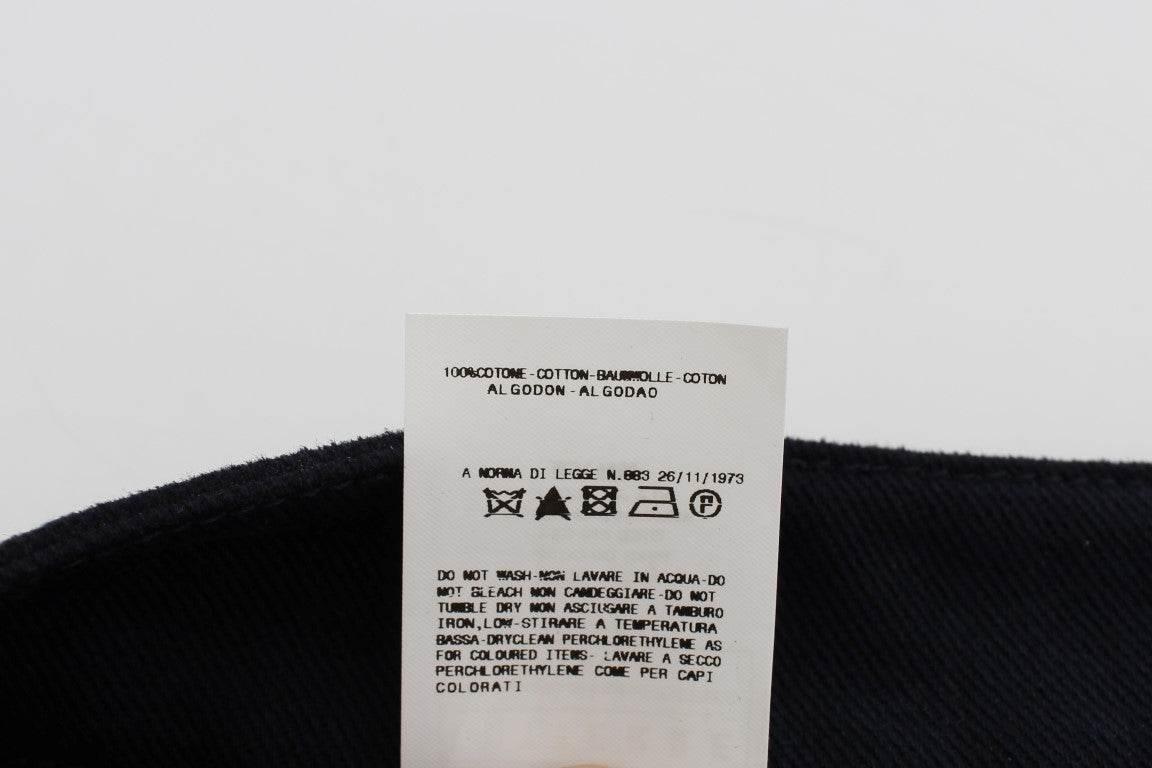 100%COTONE-COTTON-BAUMWOLLE-COTON
ALGODON-ALGODAO
A NORMA DI LEGGE N.883 26/11/1973
DO NOT WASH-NON LAVARE IN ACQUA-DO
NOT BLEACH NON CANDEGGIARE-DO NOT
TUMBLE DRY NON ASCIUGARE A TAMBURO
IRON,LOW-STIRARE A TEMPERATURA
BASSA-DRYCLEAN PERCHLORETHYLENE AS
FOR COLOURED ITEMS- LAVARE A SECCO
PERCHLORETHYLENE COME PER CAPI
COLORATI